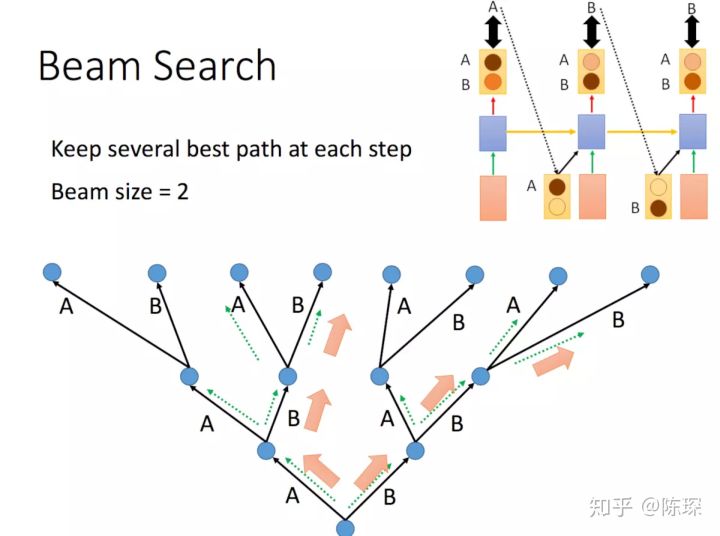 A B B
Beam Search
A A A
B B B
Keep several best path at each step
Beam size = 2
A B
A B A B A B A B
A B A B
A B
知乎 @陈琛